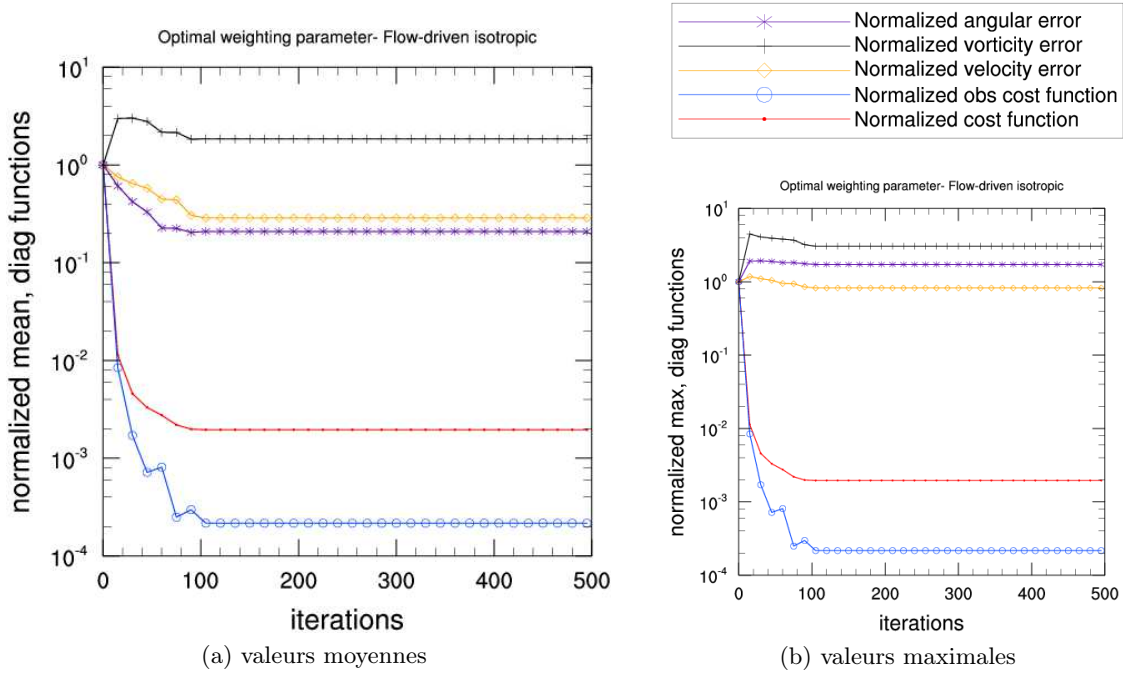 Optimal weighting parameter- Flow-driven isotropic
normalized mean, diag functions
10^1
10^0
10^-1
10^-2
10^-3
10^-4
0 100 200 300 400 500
iterations
(a) valeurs moyennes
Normalized angular error
Normalized vorticity error
Normalized velocity error
Normalized obs cost function
Normalized cost function
Optimal weighting parameter- Flow-driven isotropic
normalized max, diag functions
10^1
10^0
10^-1
10^-2
10^-3
10^-4
0 100 200 300 400 500
iterations
(b) valeurs maximales